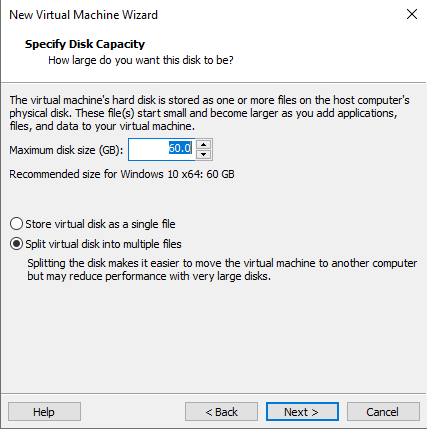 New Virtual Machine Wizard
Specify Disk Capacity
How large do you want this disk to be?
The virtual machine's hard disk is stored as one or more files on the host computer's
physical disk. These file(s) start small and become larger as you add applications,
files, and data to your virtual machine.
Maximum disk size (GB): 60.0
Recommended size for Windows 10 x64: 60 GB
Store virtual disk as a single file
Split virtual disk into multiple files
Splitting the disk makes it easier to move the virtual machine to another computer
but may reduce performance with very large disks.
Help < Back Next > Cancel